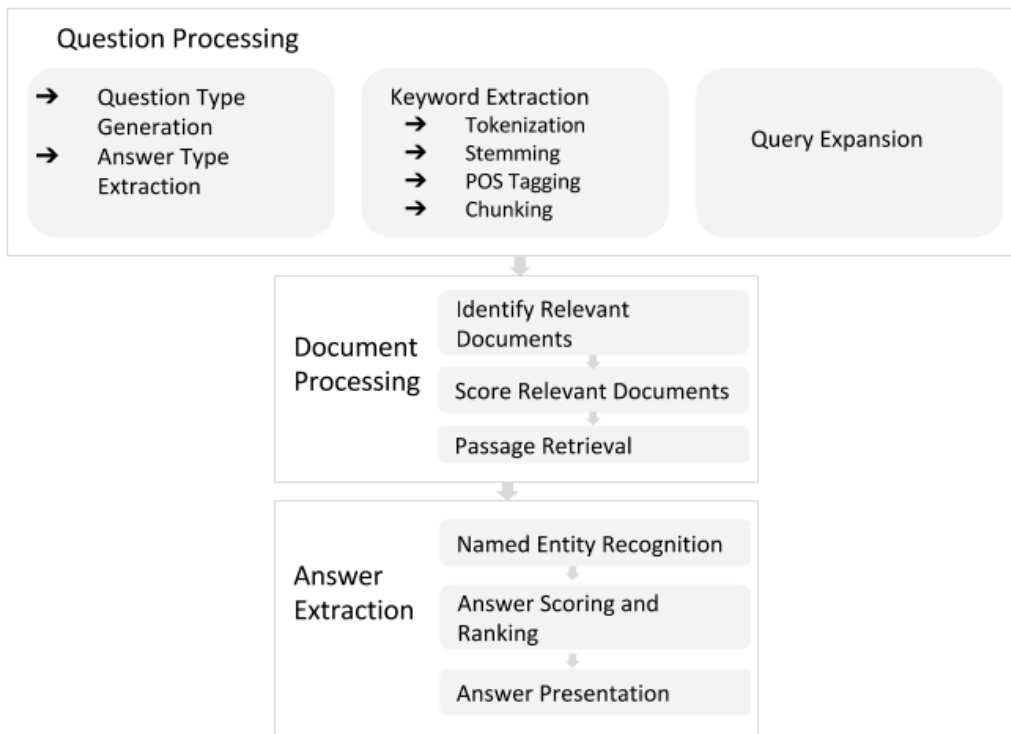 Question Processing
➔ Question Type
Generation
➔ Answer Type
Extraction
Keyword Extraction
➔ Tokenization
➔ Stemming
➔ POS Tagging
➔ Chunking
Query Expansion
Document
Processing
Identify Relevant
Documents
Score Relevant Documents
Passage Retrieval
Answer
Extraction
Named Entity Recognition
Answer Scoring and
Ranking
Answer Presentation